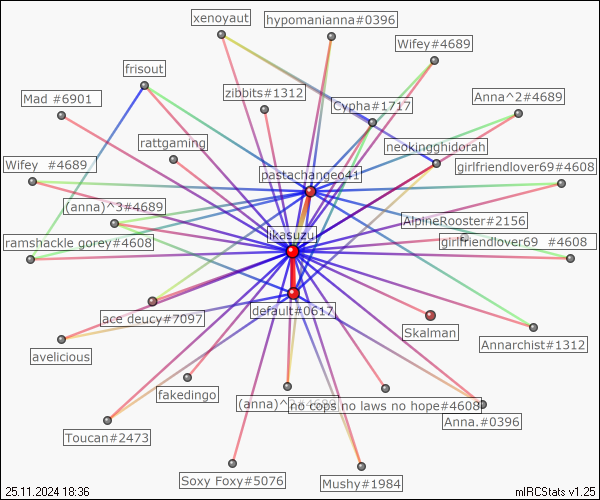 xenoyaut
hypomanianna#0396
Wifey#4689
frisout
Mad #6901
zibbits#1312
Cypha#1717
Anna^2#4689
rattgaming
neokingghidorah
Wifey  #4689
pastachangeo41
girlfriendlover69#4608
(anna)^3#4689
AlpineRooster#2156
ikasuzu
ramshackle gorey#4608
girlfriendlover69  #4608
default#0617
ace deucy#7097
Skalman
Annarchist#1312
avelicious
fakedingo
(anna)^
no cops no laws no hope#4608
Anna.#0396
Toucan#2473
Soxy Foxy#5076
Mushy#1984
25.11.2024 18:36
mIRCStats v1.25